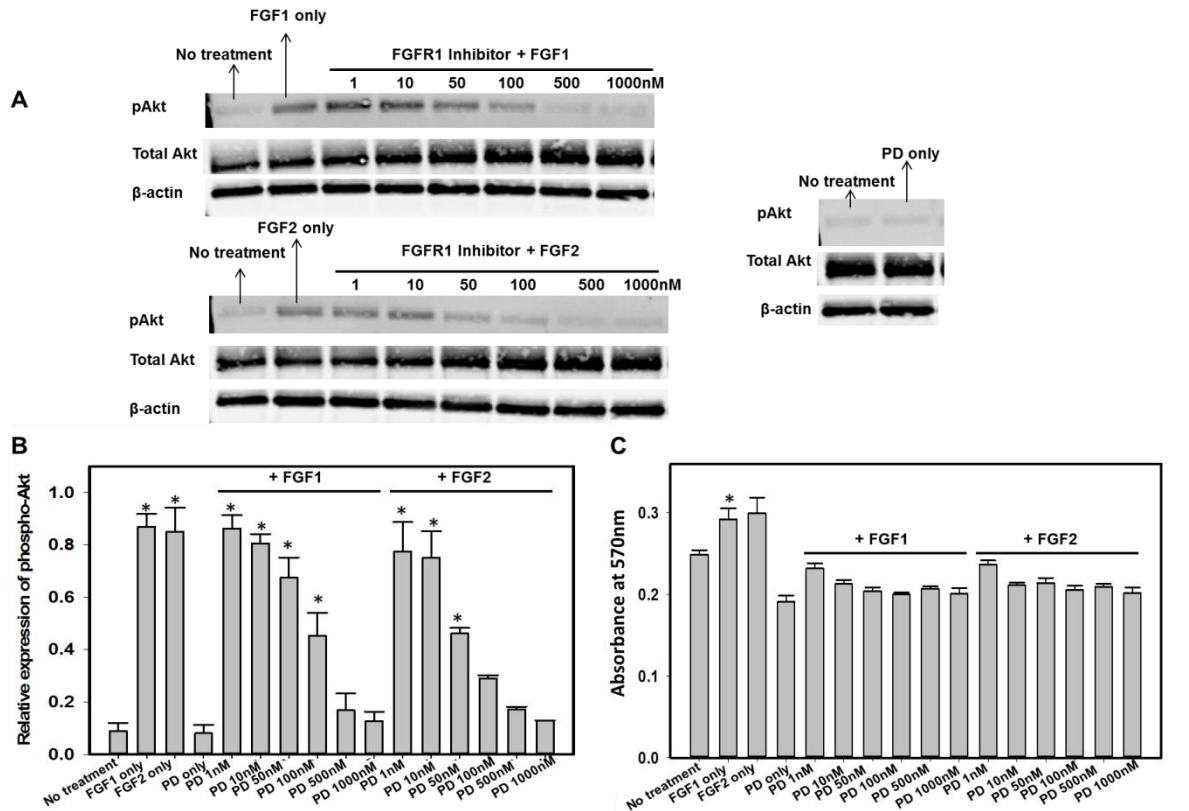 A
FGF1 only
No treatment
FGFR1 Inhibitor + FGF1
1 10 50 100 500 1000nM
pAkt
Total Akt
β-actin
FGF2 only
No treatment
FGFR1 Inhibitor + FGF2
1 10 50 100 500 1000nM
pAkt
Total Akt
β-actin
PD only
No treatment
pAkt
Total Akt
β-actin
B
Relative expression of phospho-Akt
1.0
0.8
0.6
0.4
0.2
0.0
+ FGF1
+ FGF2
* * * * * * * * *
No treatment
FGF1 only
FGF2 only
PD only
PD 1nM
PD 10nM
PD 50nM
PD 100nM
PD 500nM
PD 1000nM
PD 1nM
PD 10nM
PD 50nM
PD 100nM
PD 500nM
PD 1000nM
C
Absorbance at 570nm
0.3
0.2
0.1
0.0
*
+ FGF1
+ FGF2
No treatment
FGF1 only
FGF2 only
PD only
PD 1nM
PD 10nM
PD 50nM
PD 100nM
PD 500nM
PD 1000nM
PD 1nM
PD 10nM
PD 50nM
PD 100nM
PD 500nM
PD 1000nM